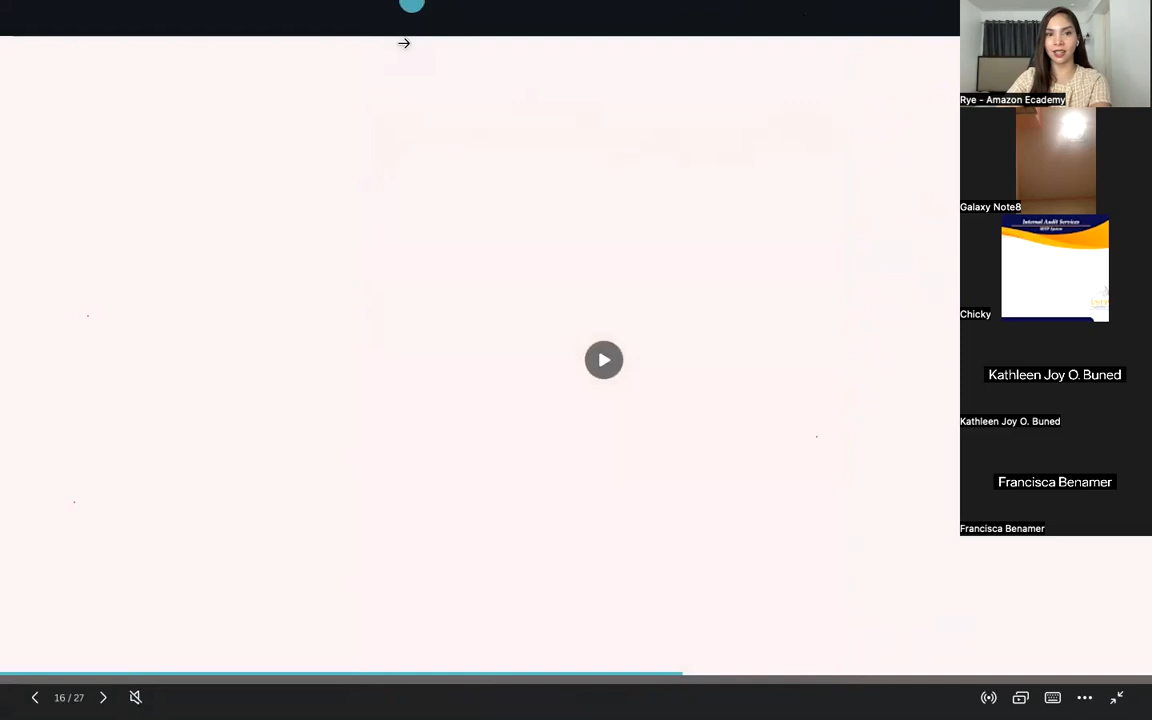 Rye - Amazon Ecademy
Galaxy Note8
Internal Audit Services
Chicky
Kathleen Joy O. Buned
Kathleen Joy O. Buned
Francisca Benamer
Francisca Benamer
16 / 27